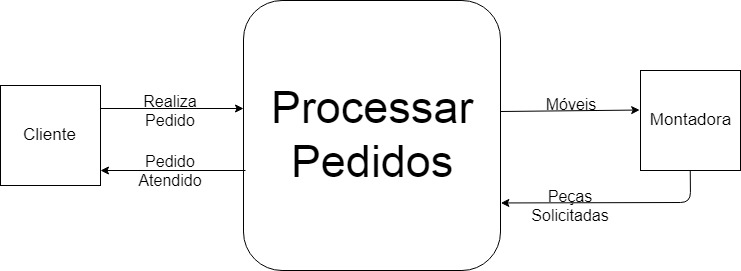 Cliente
Realiza
Pedido
Pedido
Atendido
Processar
Pedidos
Móveis
Peças
Solicitadas
Montadora